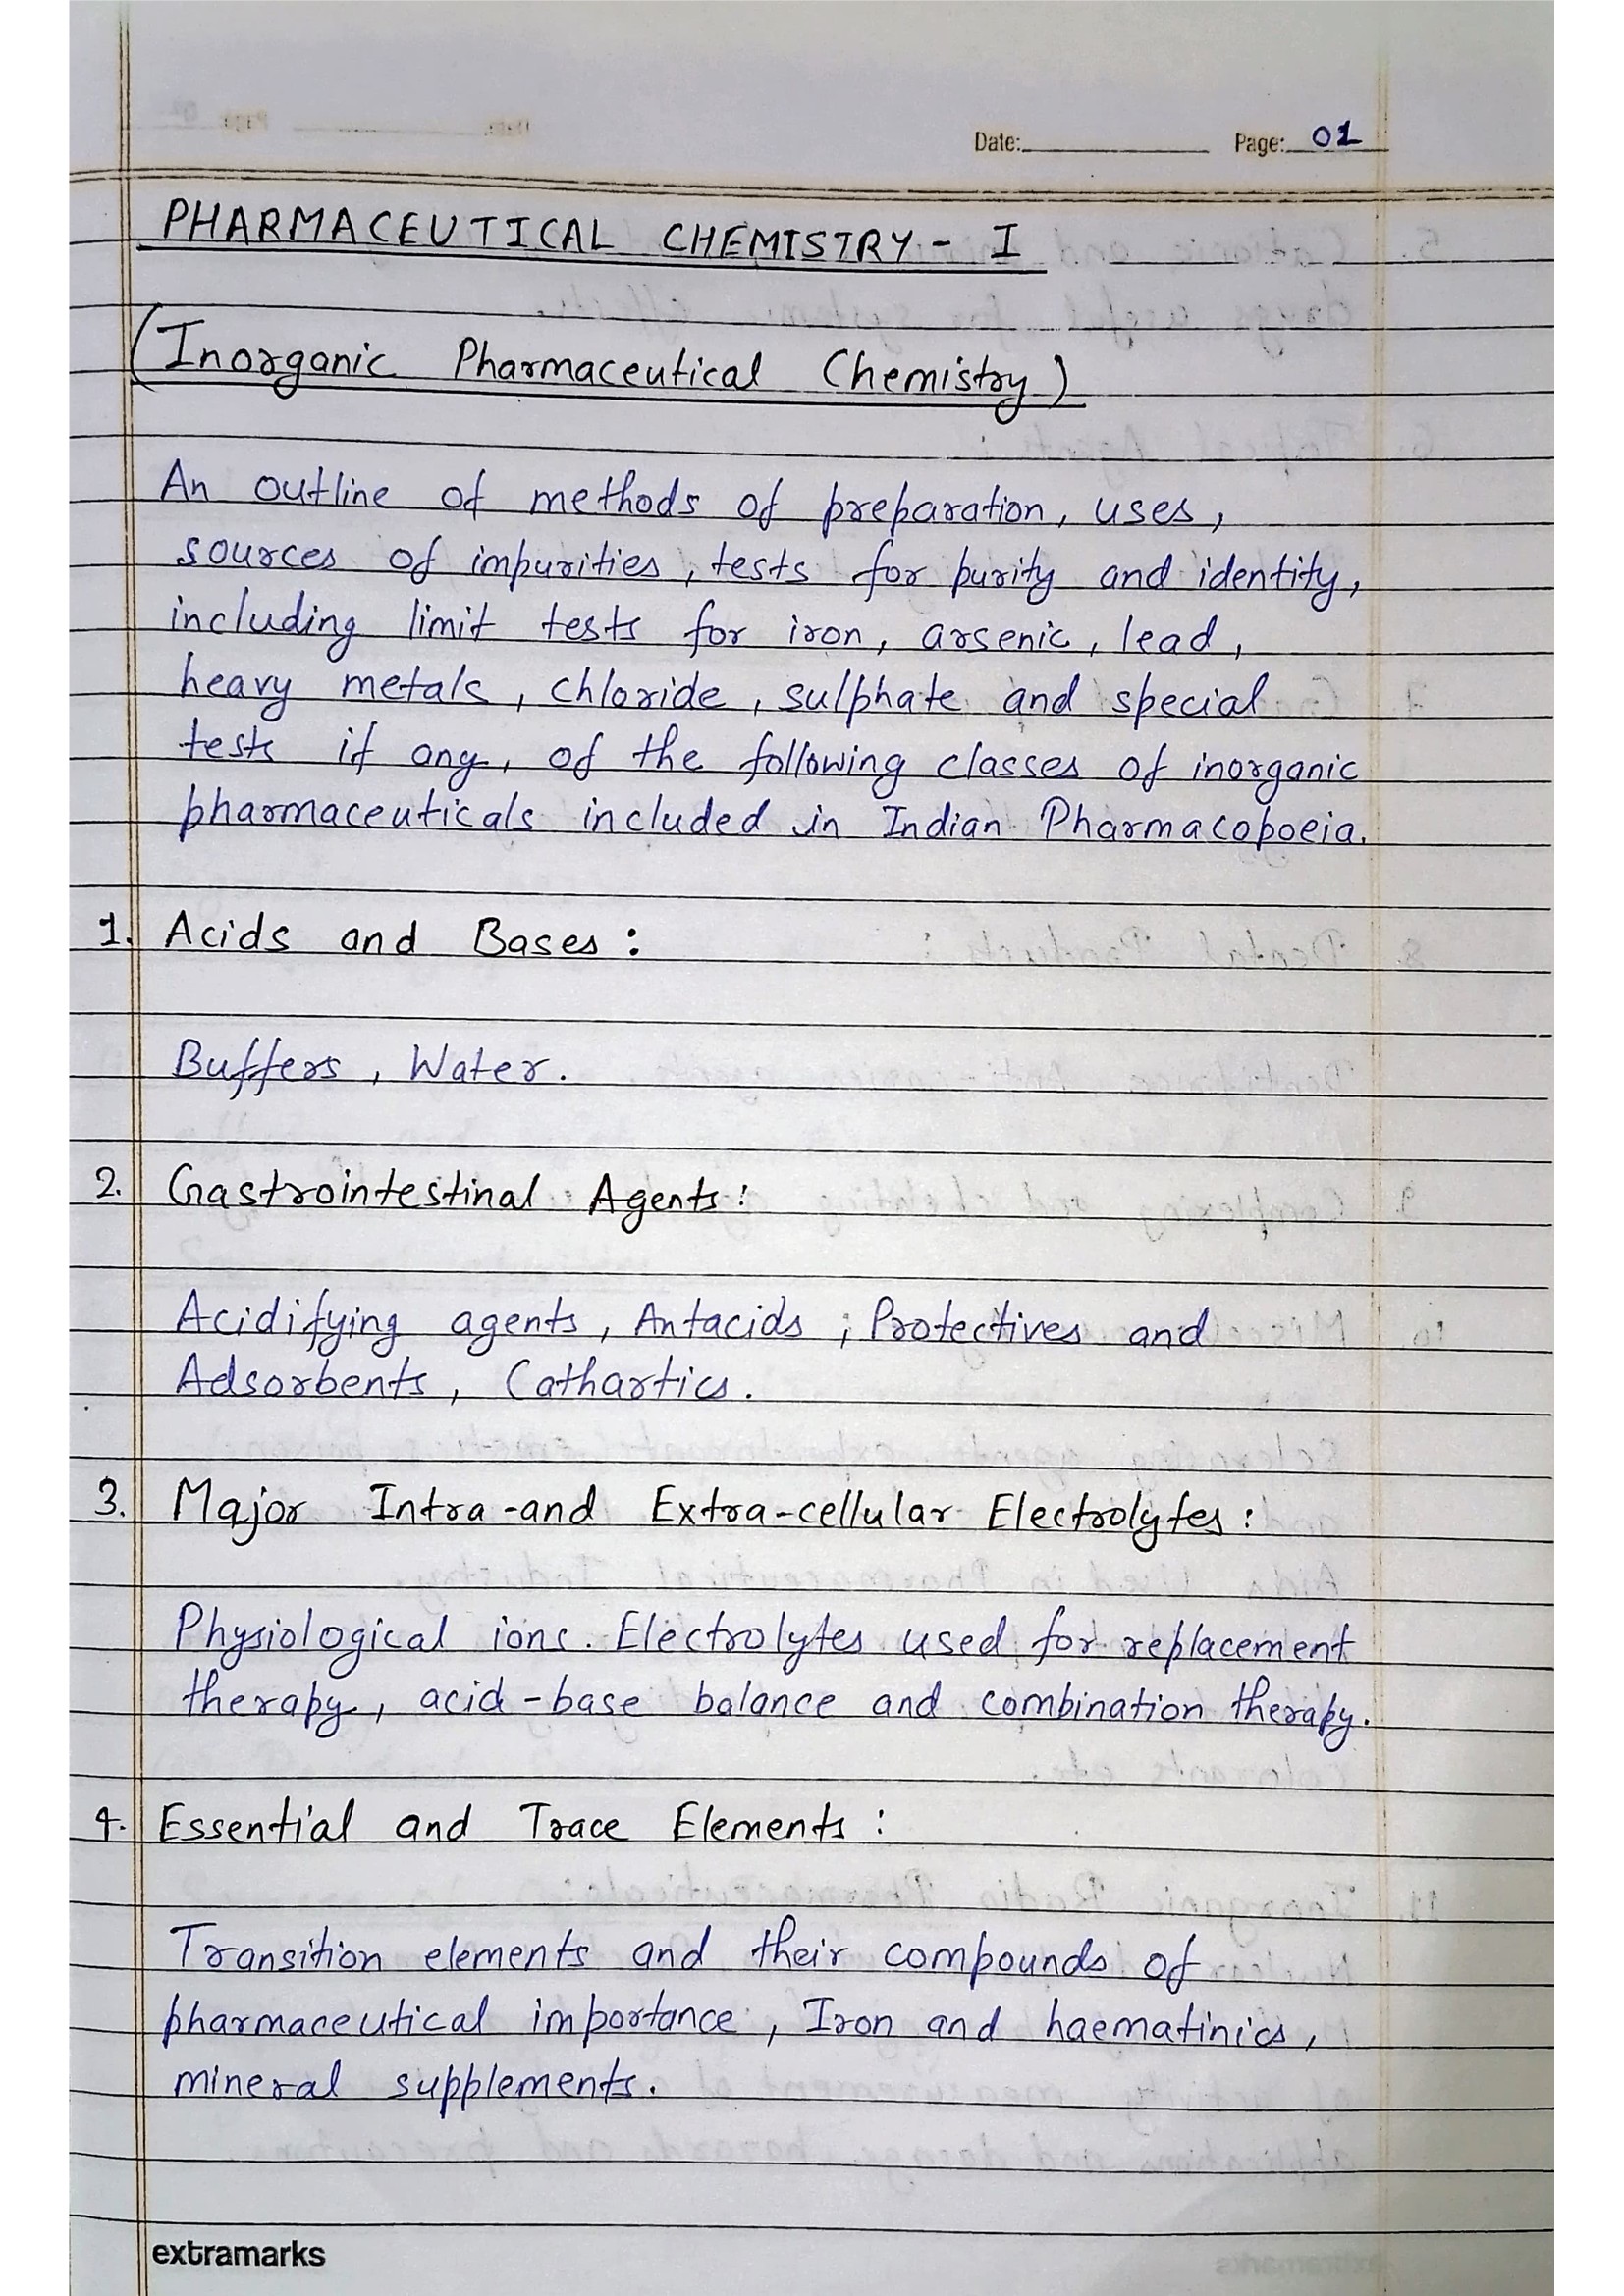 Date: Page: 01
PHARMACEUTICAL CHEMISTRY - I
(Inorganic Pharmaceutical Chemistry)
An outline of methods of preparation, uses,
sources of impurities, tests for purity and identity,
including limit tests for iron, arsenic, lead,
heavy metals, chloride, sulphate and special
tests if any, of the following classes of inorganic
pharmaceuticals included in Indian Pharmacopoeia.
1. Acids and Bases :
Buffers, Water.
2. Gastrointestinal Agents :
Acidifying agents, Antacids ; Protectives and
Adsorbents, Cathartics.
3. Major Intra-and Extra-cellular Electrolytes :
Physiological ions. Electrolytes used for replacement
therapy, acid-base balance and combination therapy.
4. Essential and Trace Elements :
Transition elements and their compounds of
pharmaceutical importance, Iron and haematinics,
mineral supplements.
extramarks